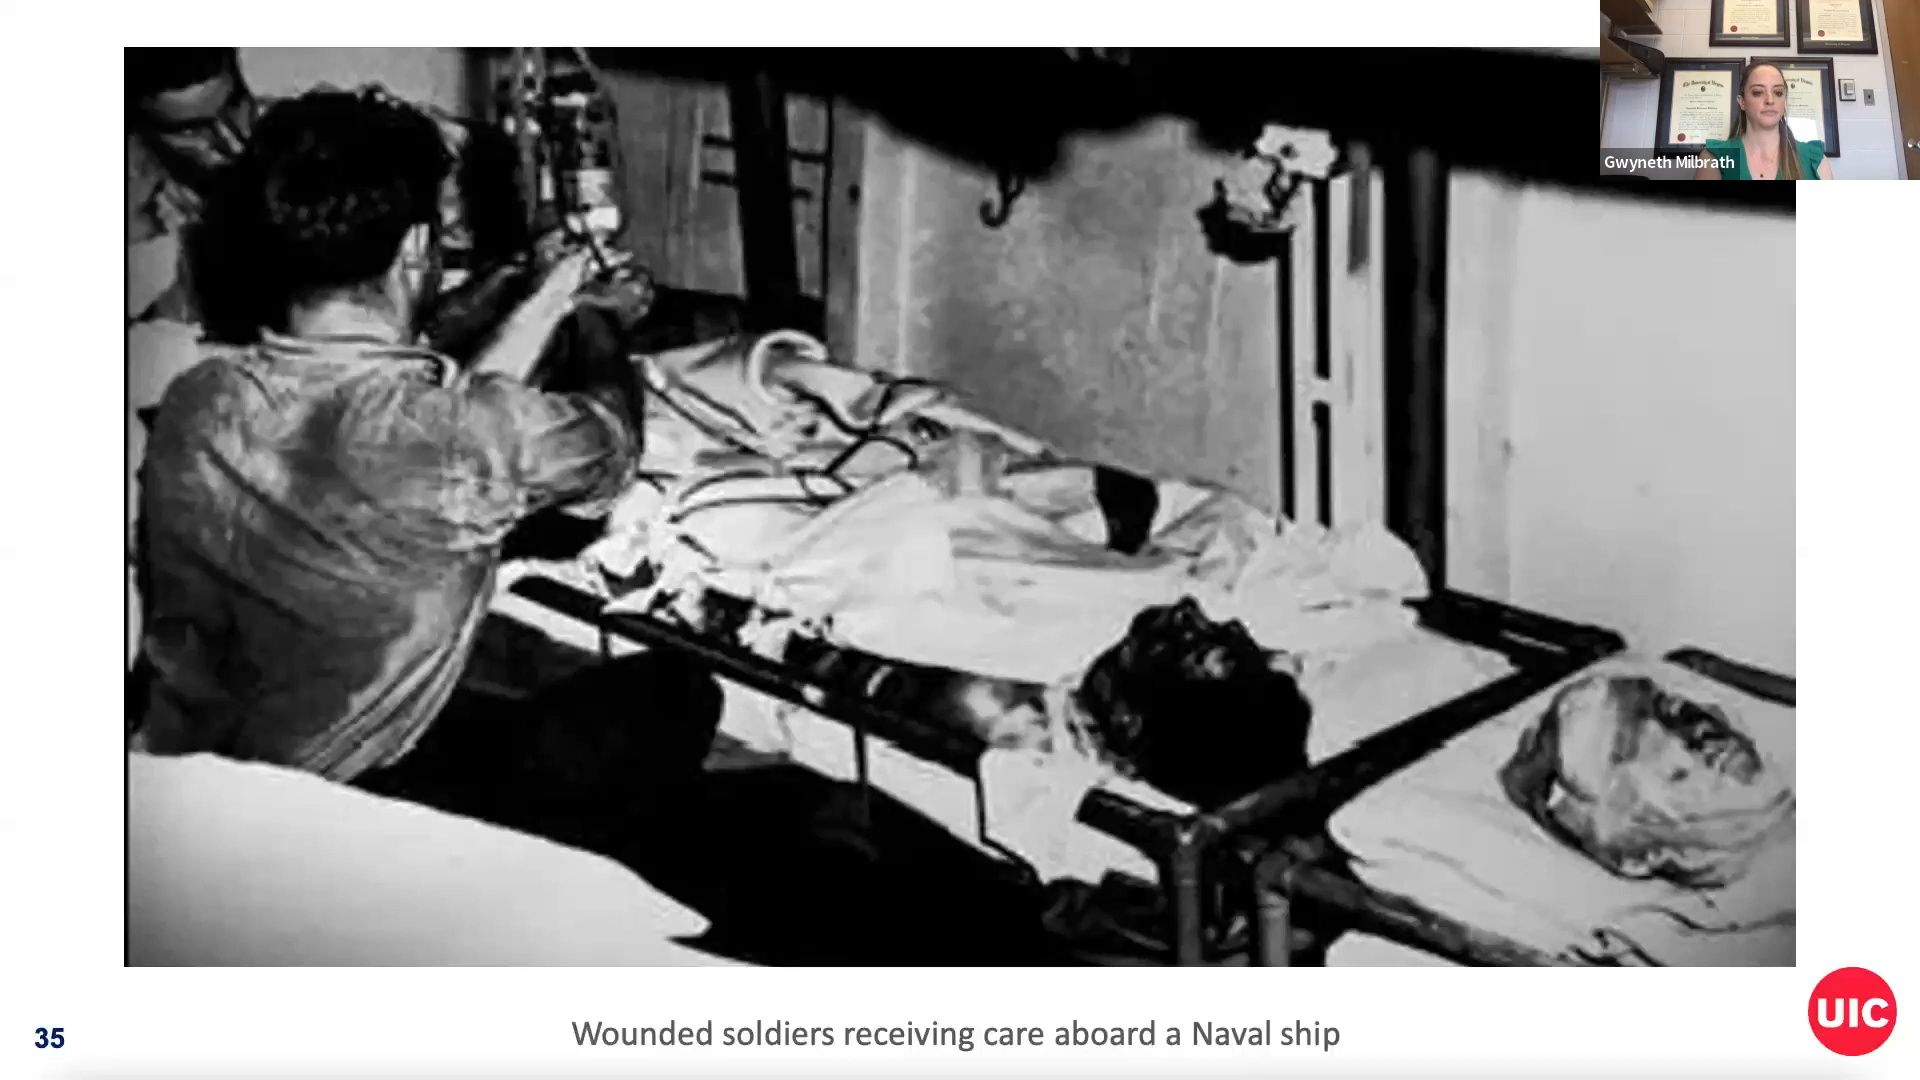 Gwyneth Milbrath
35
Wounded soldiers receiving care aboard a Naval ship
UIC